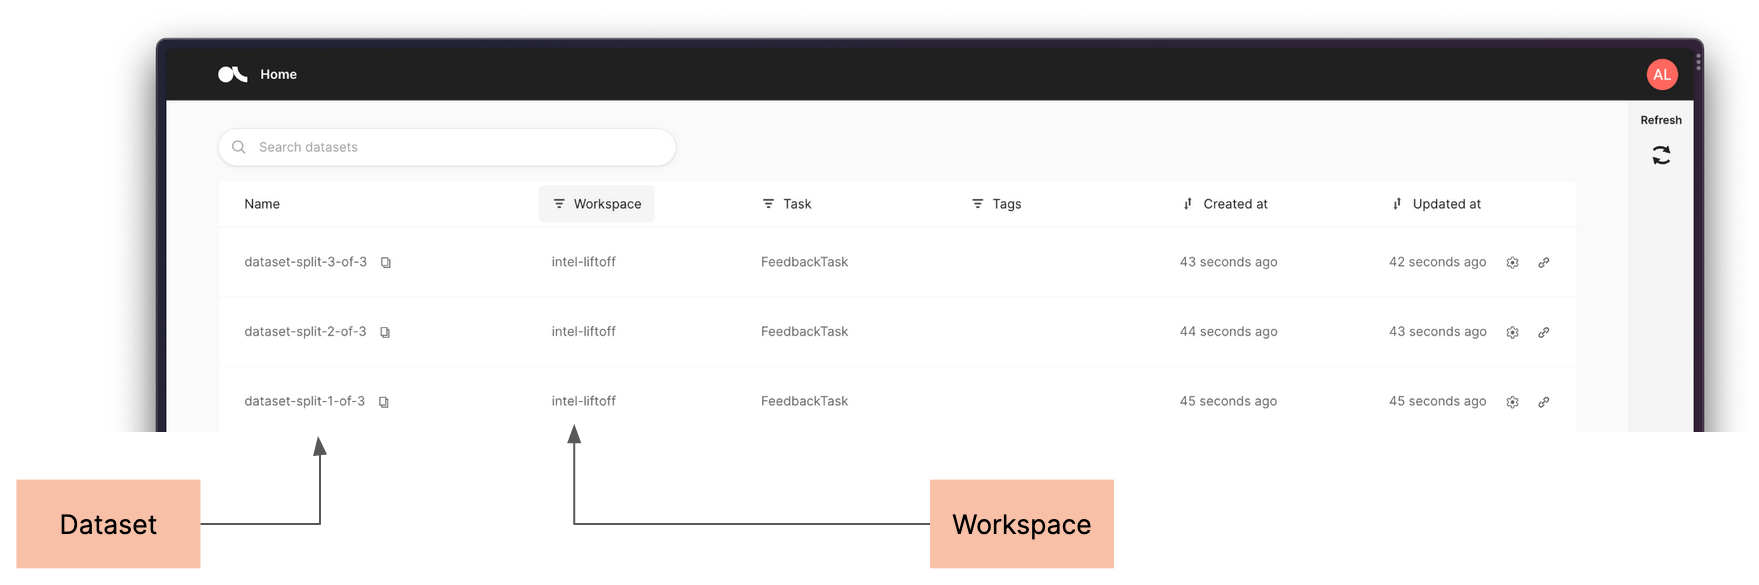 Home
AL
Refresh
Search datasets
Name Workspace Task Tags Created at Updated at
dataset-split-3-of-3 intel-liftoff FeedbackTask 43 seconds ago 42 seconds ago
dataset-split-2-of-3 intel-liftoff FeedbackTask 44 seconds ago 43 seconds ago
dataset-split-1-of-3 intel-liftoff FeedbackTask 45 seconds ago 45 seconds ago
Dataset
Workspace